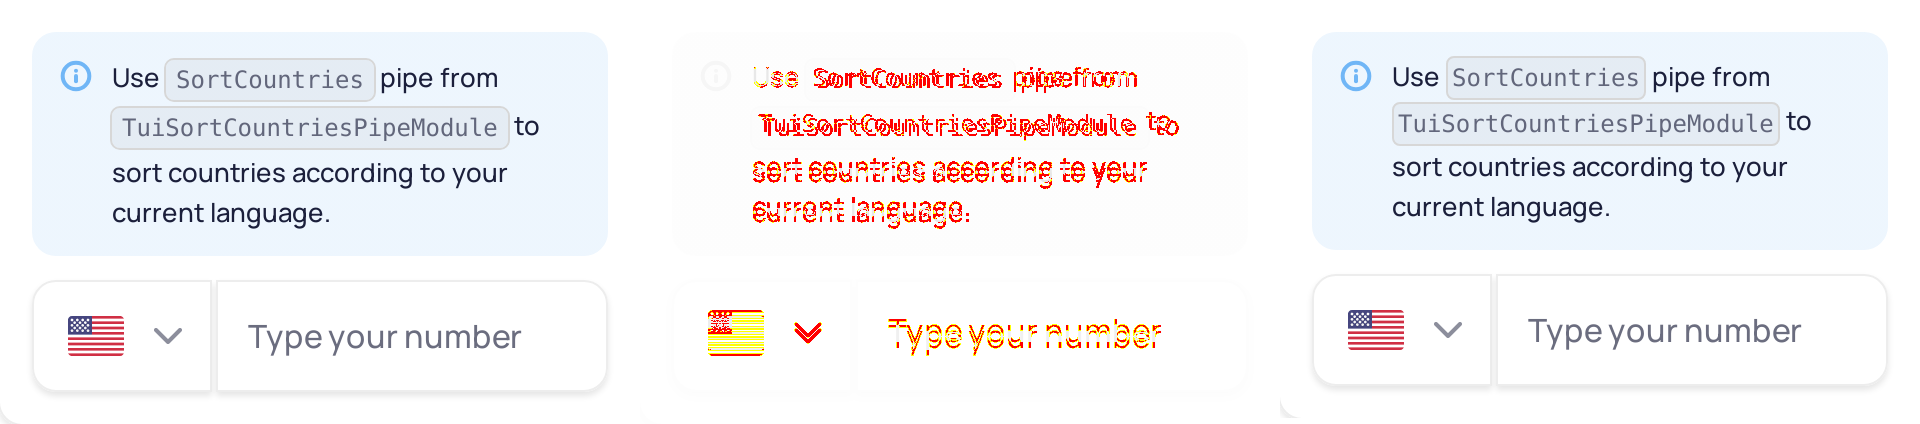 Use SortCountries pipe from
TuiSortCountriesPipeModule to
sort countries according to your
current language.
Type your number
Use SortCountries pipe from
TuiSortCountriesPipeModule to
sort countries according to your
current language.
Type your number
Use SortCountries pipe from
TuiSortCountriesPipeModule to
sort countries according to your
current language.
Type your number